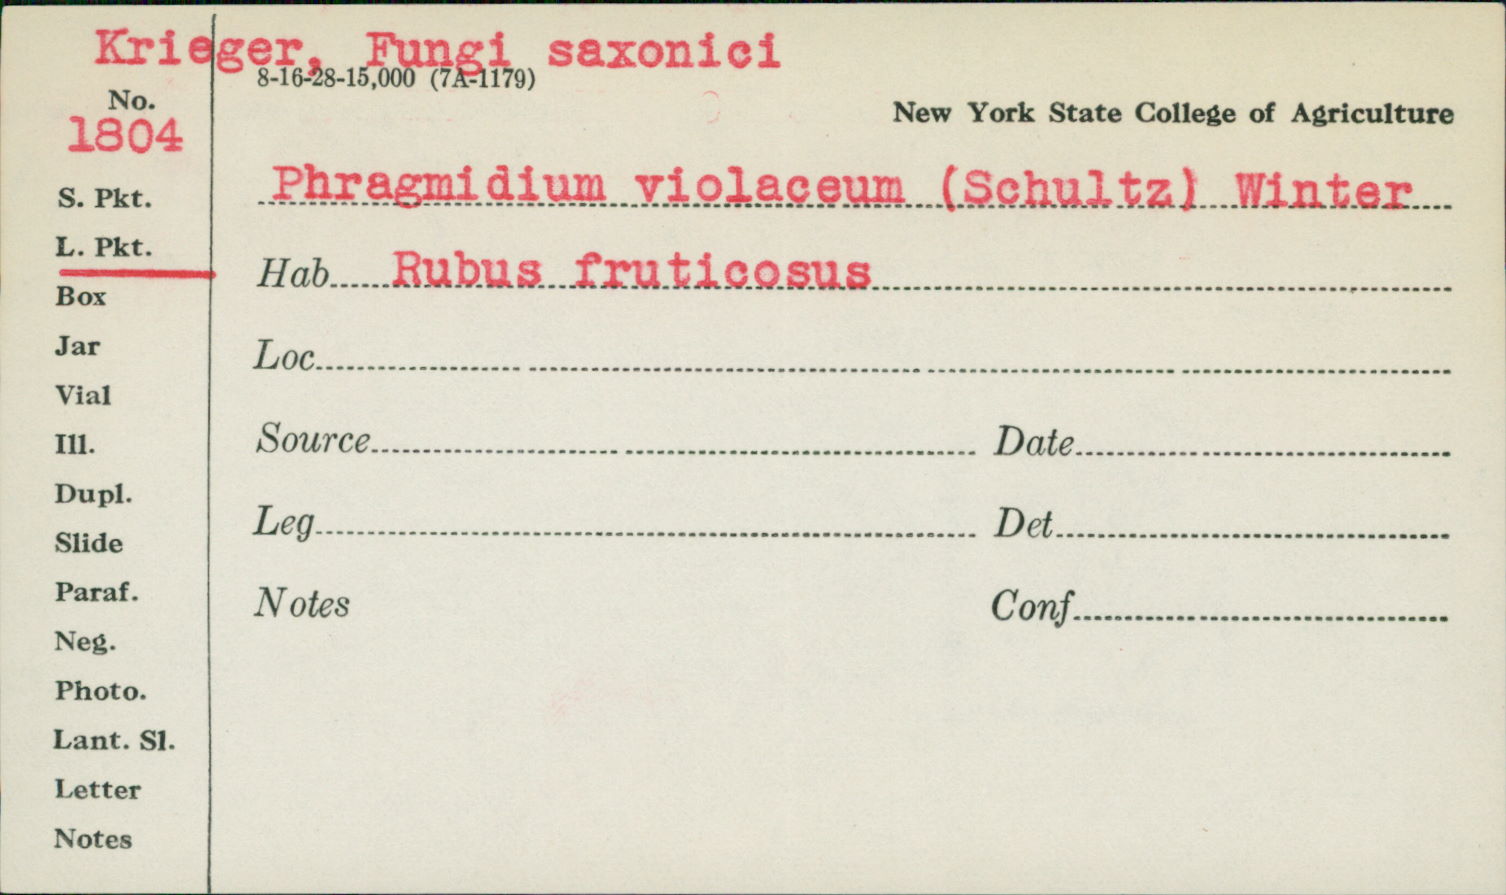 Krieger, Fungi saxonici
8-16-28-15,000 (7A-1179)
No.
1804
New York State College of Agriculture
Phragmidium violaceum (Schultz) Winter
S. Pkt.
L. Pkt.
Hab. Rubus fruticosus
Box
Jar
Loc.
Vial
Ill.
Source
Date
Dupl.
Slide
Leg.
Det.
Paraf.
Notes
Conf.
Neg.
Photo.
Lant. Sl.
Letter
Notes